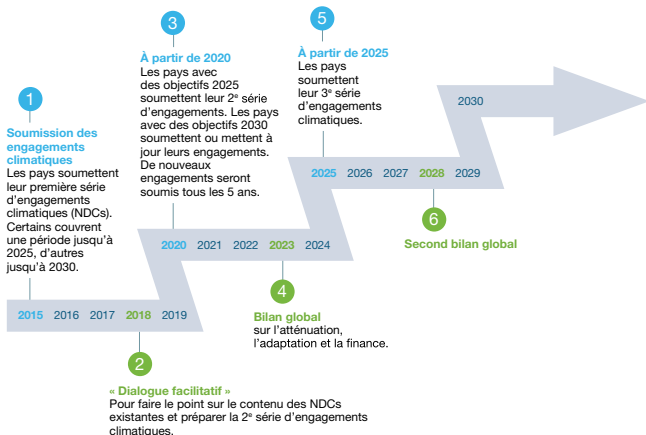 1
Soumission des
engagements
climatiques
Les pays soumettent
leur première série
d'engagements
climatiques (NDCs).
Certains couvrent
une période jusqu'à
2025, d'autres
jusqu'à 2030.
2015 2016 2017 2018 2019
2
« Dialogue facilitatif »
Pour faire le point sur le contenu des NDCs
existantes et préparer la 2e série d'engagements
climatiques.
3
À partir de 2020
Les pays avec
des objectifs 2025
soumettent leur 2e série
d'engagements. Les pays
avec des objectifs 2030
soumettent ou mettent à
jour leurs engagements.
De nouveaux
engagements seront
soumis tous les 5 ans.
2020 2021 2022 2023 2024
4
Bilan global
sur l'atténuation,
l'adaptation et la finance.
5
À partir de 2025
Les pays
soumettent
leur 3e série
d'engagements
climatiques.
2025 2026 2027 2028 2029
6
Second bilan global
2030